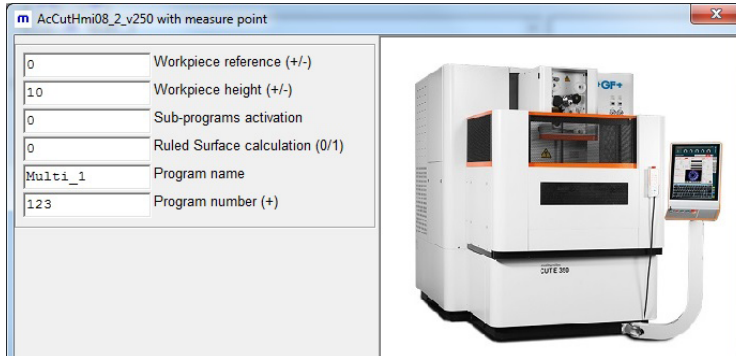 AcCutHmi08_2_v250 with measure point
x
0 Workpiece reference (+/-)
10 Workpiece height (+/-)
0 Sub-programs activation
0 Ruled Surface calculation (0/1)
Multi_1 Program name
123 Program number (+)
+GF+
CUT E 350